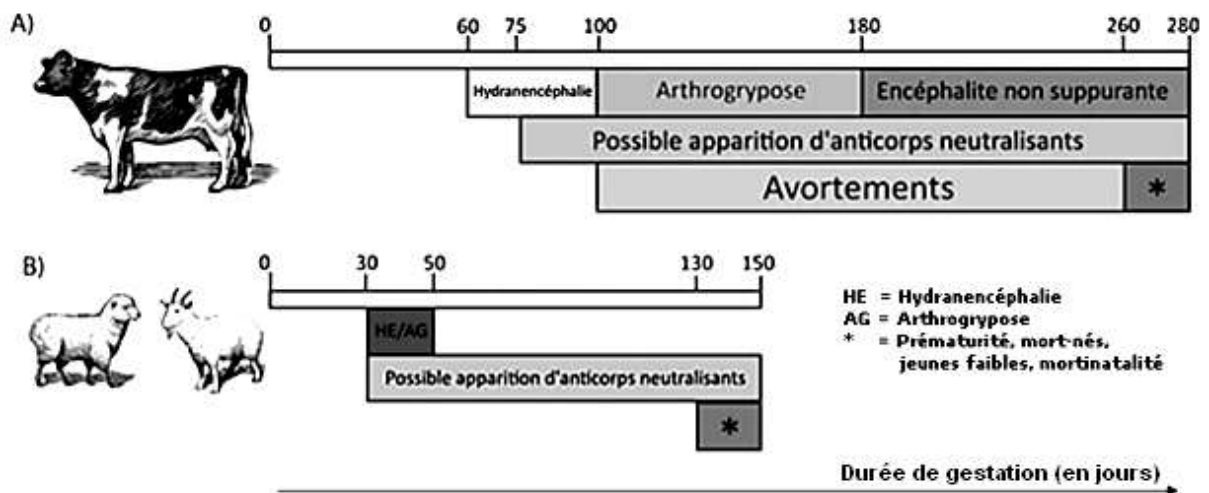 A)
0 60 75 100 180 260 280
Hydranencéphalie Arthrogrypose Encéphalite non suppurante
Possible apparition d'anticorps neutralisants
Avortements *
B)
0 30 50 130 150
HE/AG
Possible apparition d'anticorps neutralisants
*
HE = Hydranencéphalie
AG = Arthrogrypose
* = Prématurité, mort-nés,
jeunes faibles, mortinatalité
Durée de gestation (en jours)